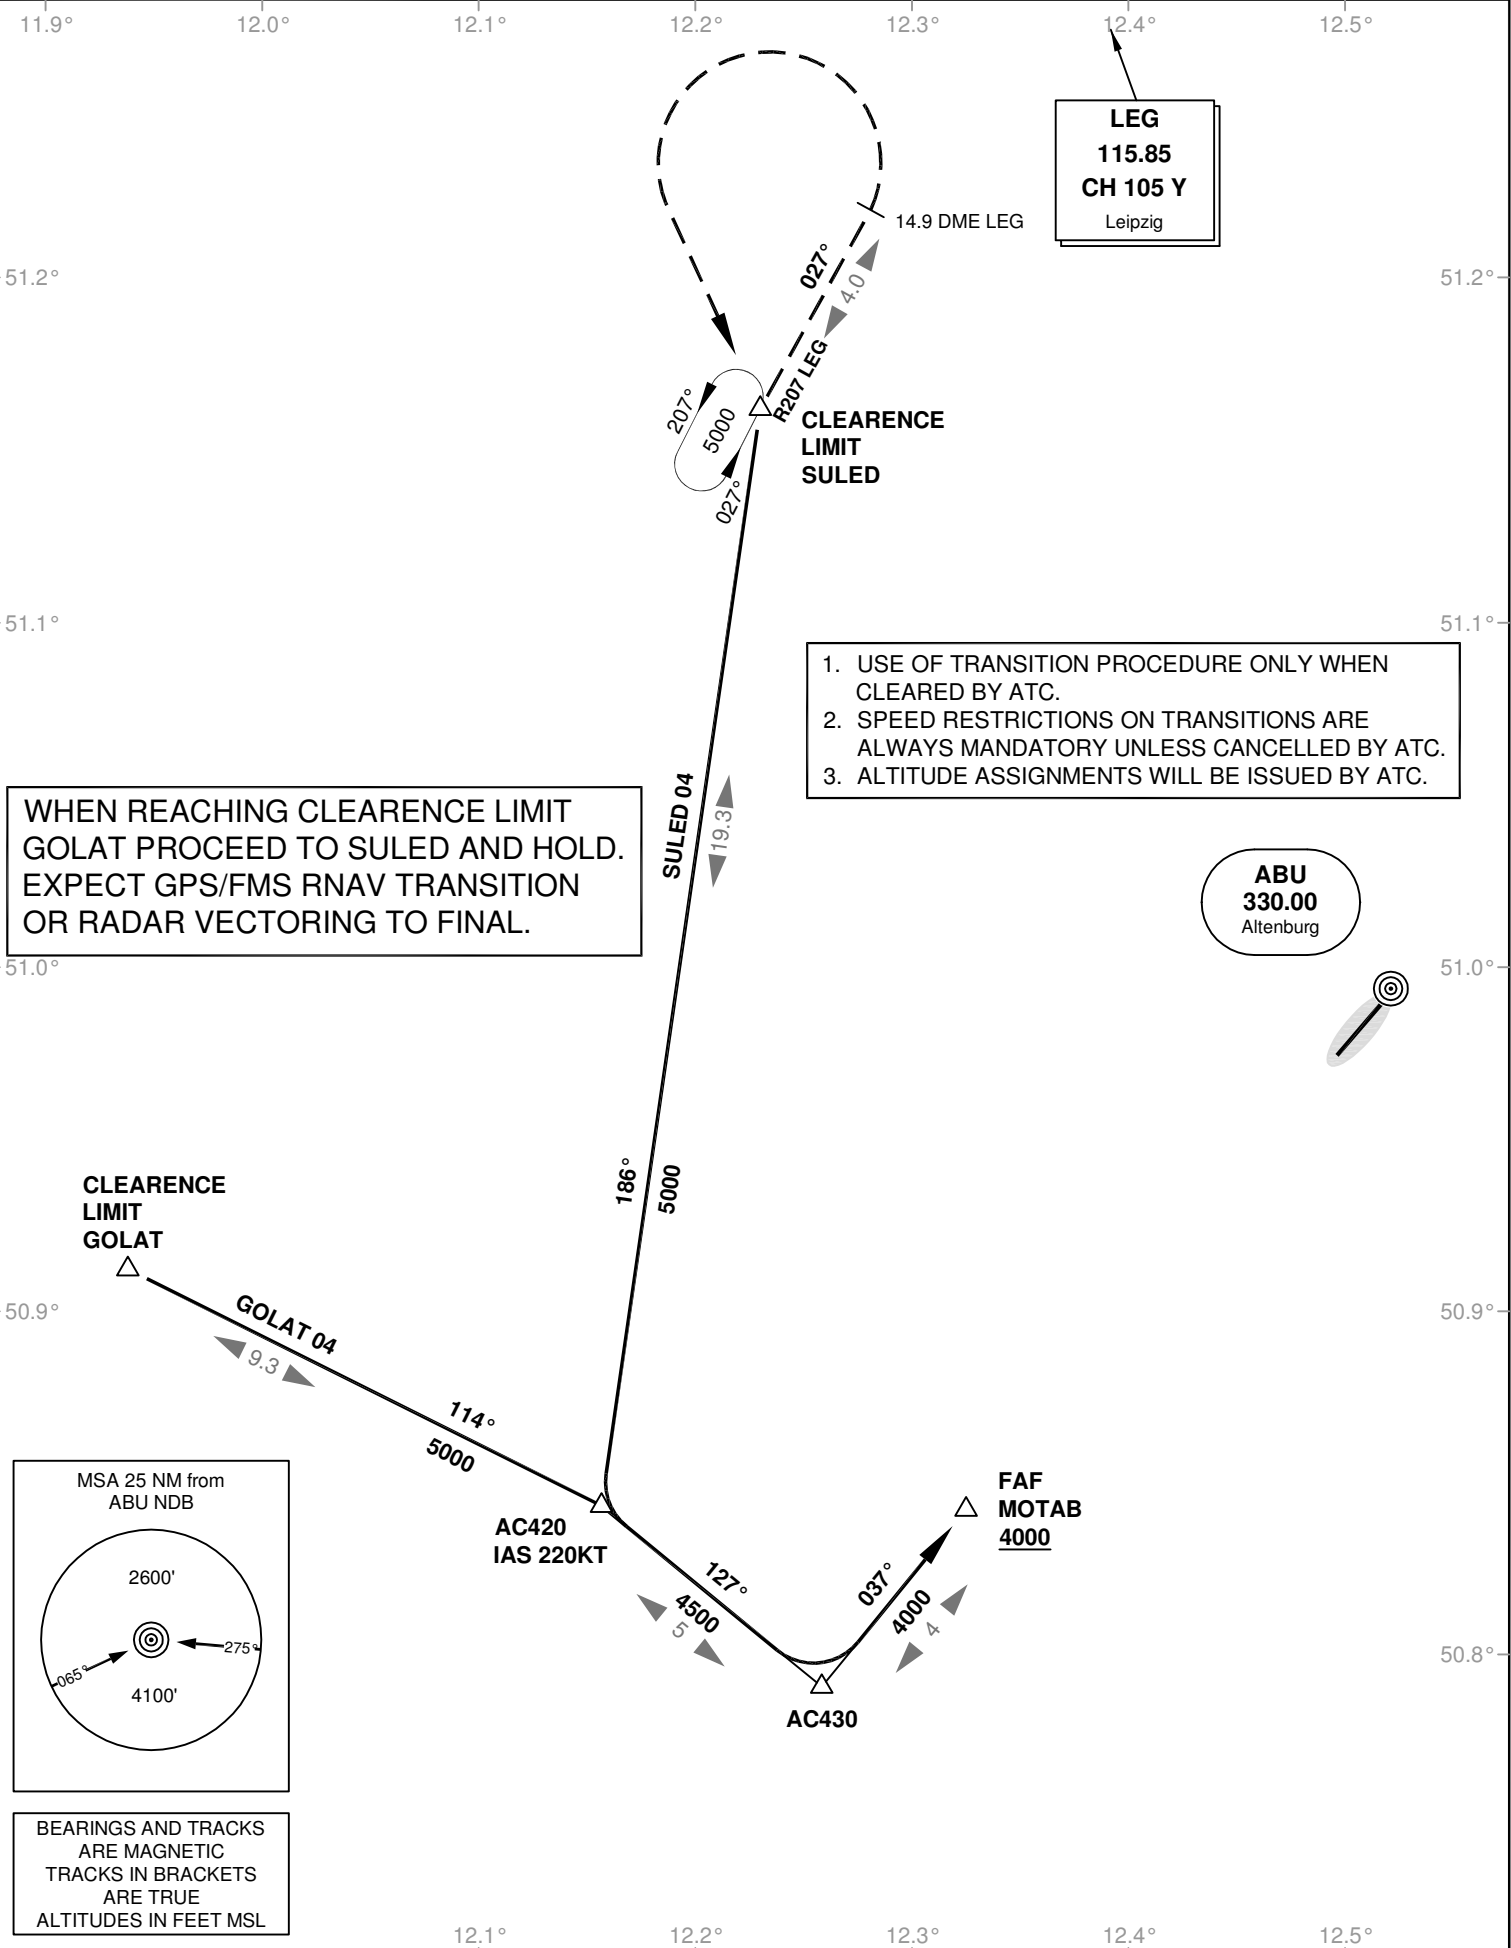 11.9°
12.0°
12.1°
12.2°
12.3°
12.4°
12.5°
LEG
115.85
CH 105 Y
Leipzig
14.9 DME LEG
027°
4.0
51.2°
51.2°
R207 LEG
207°
5000
027°
CLEARENCE
LIMIT
SULED
51.1°
51.1°
1. USE OF TRANSITION PROCEDURE ONLY WHEN
CLEARED BY ATC.
2. SPEED RESTRICTIONS ON TRANSITIONS ARE
ALWAYS MANDATORY UNLESS CANCELLED BY ATC.
3. ALTITUDE ASSIGNMENTS WILL BE ISSUED BY ATC.
SULED 04
19.3
WHEN REACHING CLEARENCE LIMIT
GOLAT PROCEED TO SULED AND HOLD.
EXPECT GPS/FMS RNAV TRANSITION
OR RADAR VECTORING TO FINAL.
ABU
330.00
Altenburg
51.0°
51.0°
186°
5000
CLEARENCE
LIMIT
GOLAT
50.9°
50.9°
GOLAT 04
9.3
114°
5000
AC420
IAS 220KT
FAF
MOTAB
4000
127°
4500
5
037°
4000
4
50.8°
AC430
MSA 25 NM from
ABU NDB
2600'
275°
065°
4100'
BEARINGS AND TRACKS
ARE MAGNETIC
TRACKS IN BRACKETS
ARE TRUE
ALTITUDES IN FEET MSL
12.1°
12.2°
12.3°
12.4°
12.5°